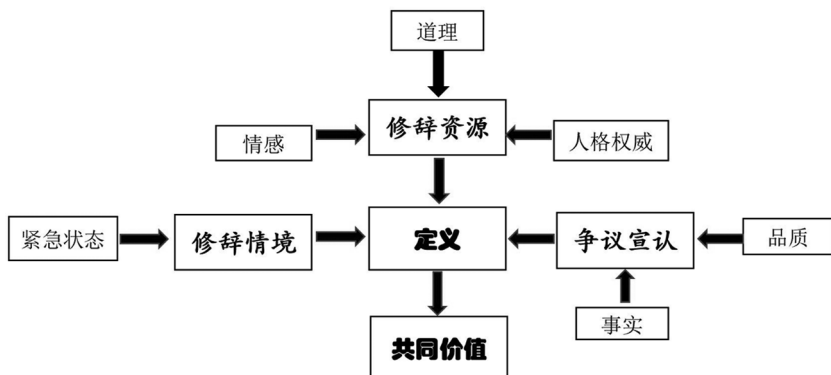 道理
修辞资源
情感
人格权威
紧急状态
修辞情境
定义
争议宣认
品质
事实
共同价值